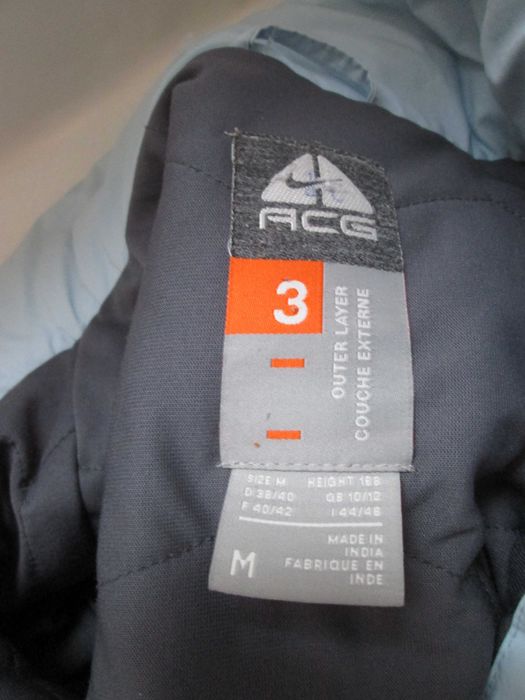 ACG
3
OUTER LAYER
COUCHE EXTERNE
SIZE M HEIGHT 168
D 38/40 GB 10/12
F 40/42 I 44/46
M
MADE IN
INDIA
FABRIQUE EN
INDE